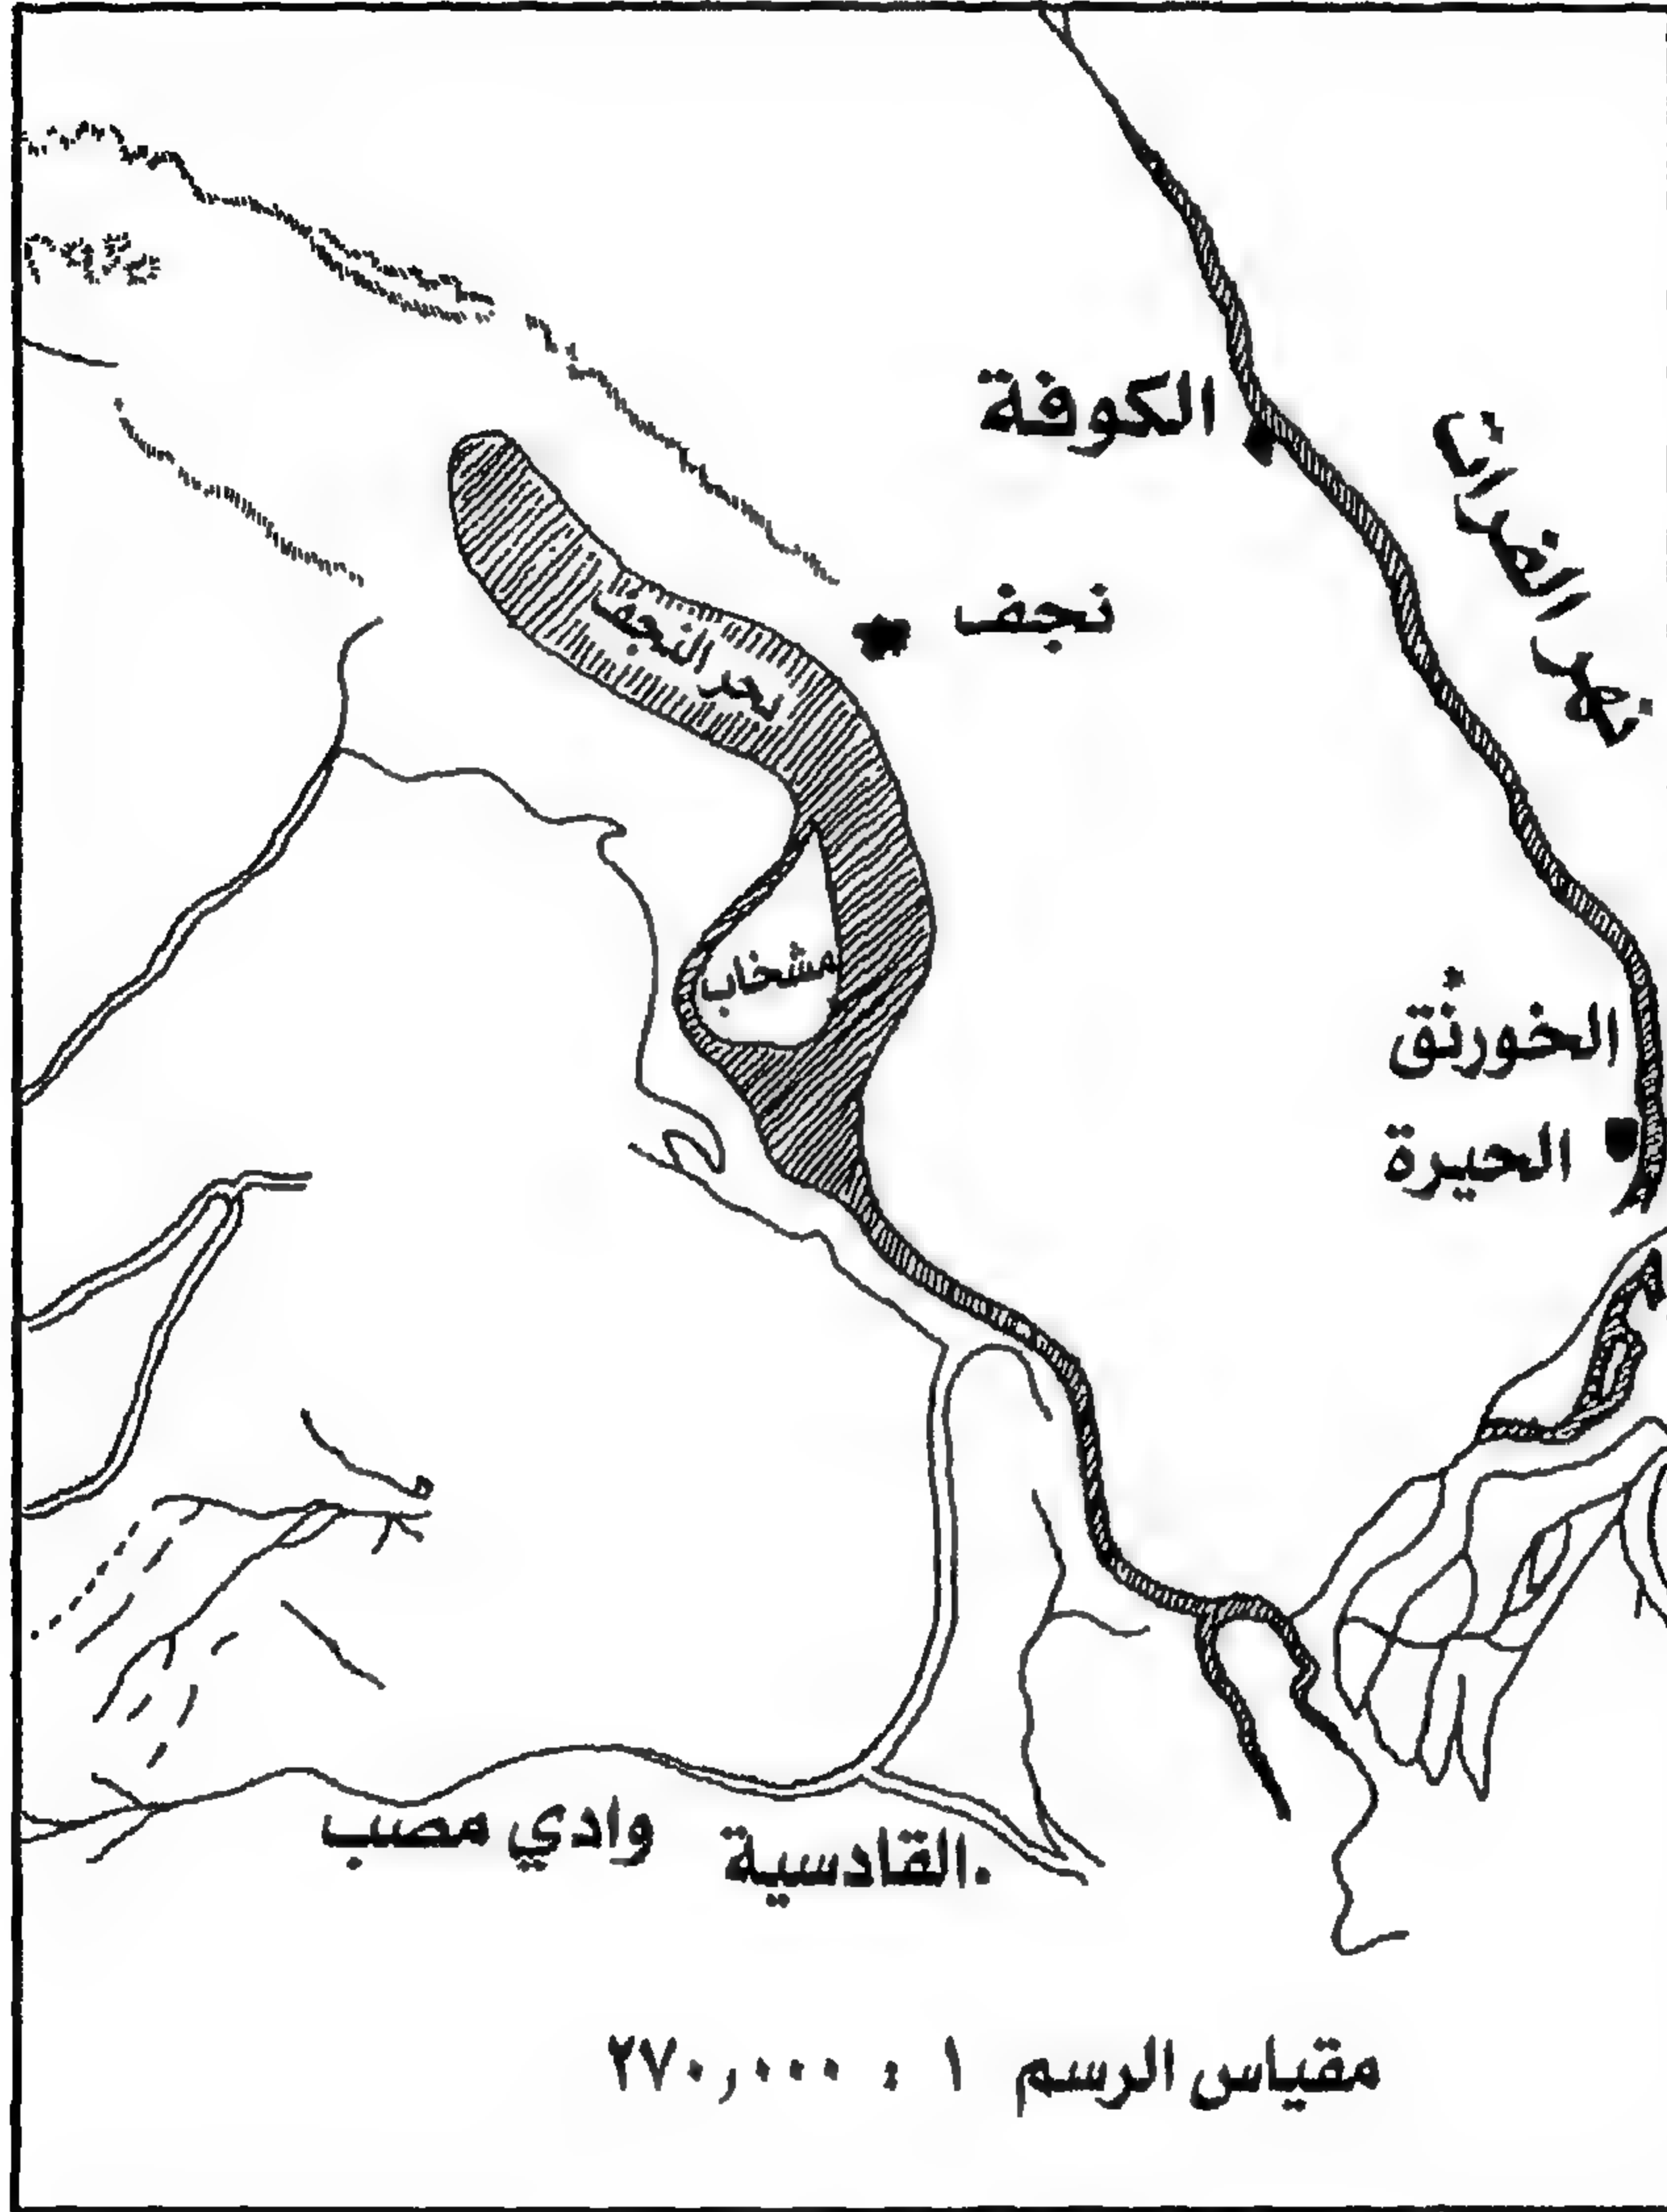 الكوفة
نهر الفرات
نجف
بحر النجف
مشخاب
الخورنق
الحيرة
وادي مصب
القادسية
مقياس الرسم ١ : ٢٧٠,٠٠٠